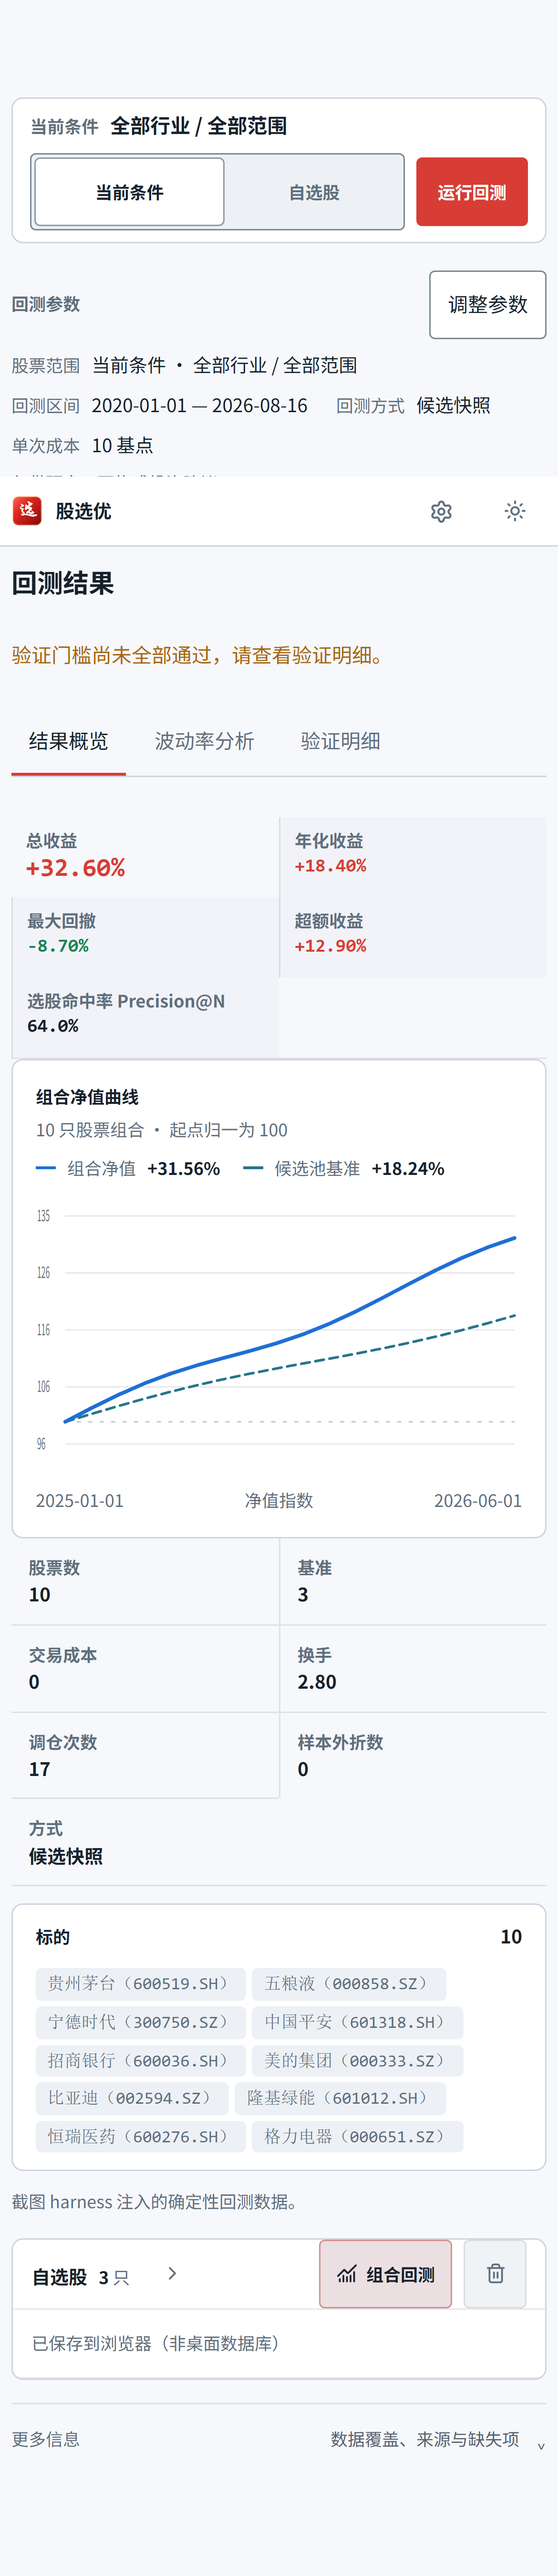 当前条件 全部行业 / 全部范围
当前条件 自选股 运行回测
回测参数 调整参数
股票范围 当前条件 · 全部行业 / 全部范围
回测区间 2020-01-01 — 2026-08-16 回测方式 候选快照
单次成本 10 基点
股选优
回测结果
验证门槛尚未全部通过，请查看验证明细。
结果概览 波动率分析 验证明细
总收益 年化收益
+32.60% +18.40%
最大回撤 超额收益
-8.70% +12.90%
选股命中率 Precision@N
64.0%
组合净值曲线
10 只股票组合 · 起点归一为 100
组合净值 +31.56% 候选池基准 +18.24%
135
126
116
106
96
2025-01-01 净值指数 2026-06-01
股票数 基准
10 3
交易成本 换手
0 2.80
调仓次数 样本外折数
17 0
方式
候选快照
标的 10
贵州茅台（600519.SH） 五粮液（000858.SZ）
宁德时代（300750.SZ） 中国平安（601318.SH）
招商银行（600036.SH） 美的集团（000333.SZ）
比亚迪（002594.SZ） 隆基绿能（601012.SH）
恒瑞医药（600276.SH） 格力电器（000651.SZ）
截图 harness 注入的确定性回测数据。
自选股 3 只 组合回测
已保存到浏览器（非桌面数据库）
更多信息 数据覆盖、来源与缺失项